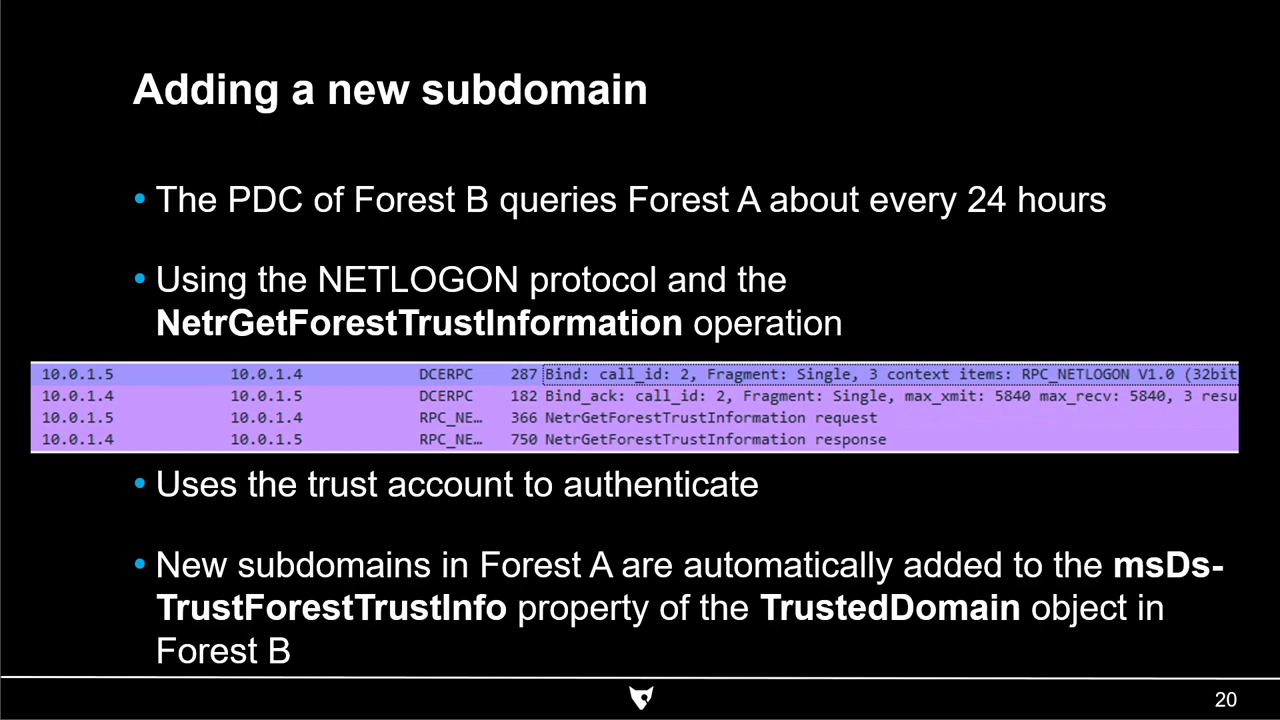 Adding a new subdomain
• The PDC of Forest B queries Forest A about every 24 hours
• Using the NETLOGON protocol and the
NetrGetForestTrustInformation operation
10.0.1.5 10.0.1.4 DCERPC 287 Bind: call_id: 2, Fragment: Single, 3 context items: RPC_NETLOGON V1.0 (32bit
10.0.1.4 10.0.1.5 DCERPC 182 Bind_ack: call_id: 2, Fragment: Single, max_xmit: 5840 max_recv: 5840, 3 resu
10.0.1.5 10.0.1.4 RPC_NE… 366 NetrGetForestTrustInformation request
10.0.1.4 10.0.1.5 RPC_NE… 750 NetrGetForestTrustInformation response
• Uses the trust account to authenticate
• New subdomains in Forest A are automatically added to the msDs-
TrustForestTrustInfo property of the TrustedDomain object in
Forest B
20